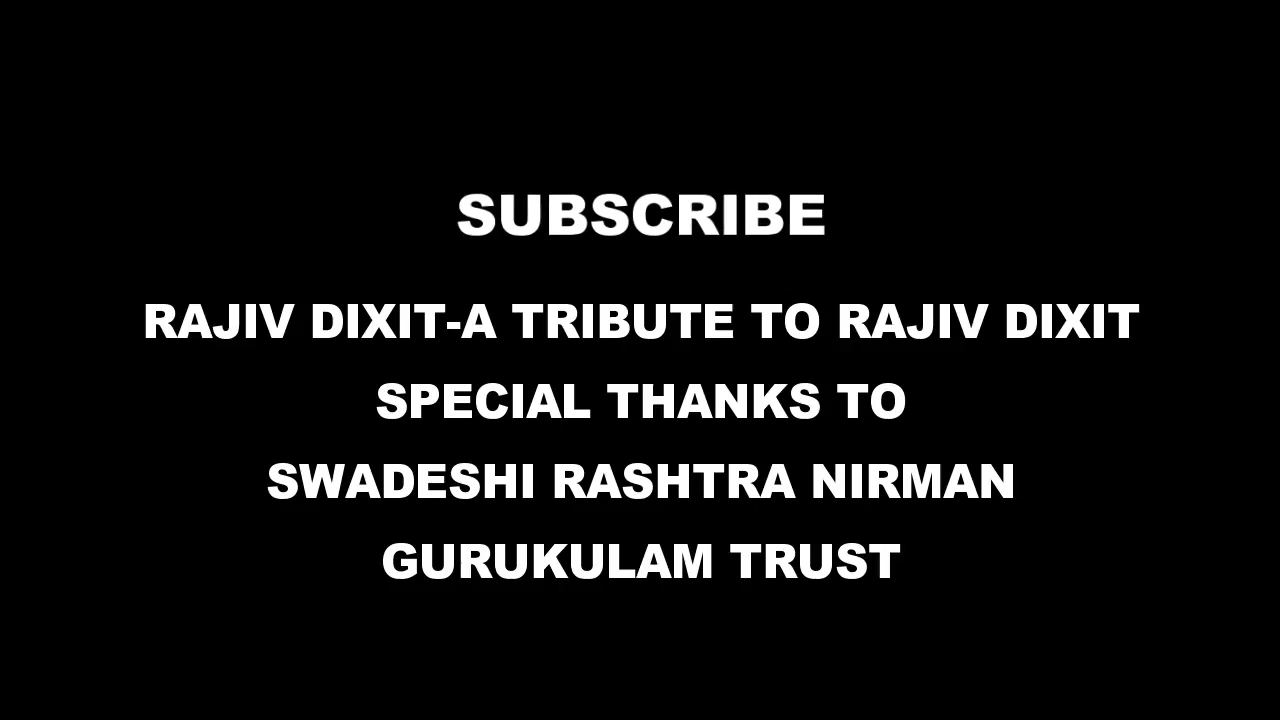 SUBSCRIBE
RAJIV DIXIT-A TRIBUTE TO RAJIV DIXIT
SPECIAL THANKS TO
SWADESHI RASHTRA NIRMAN
GURUKULAM TRUST